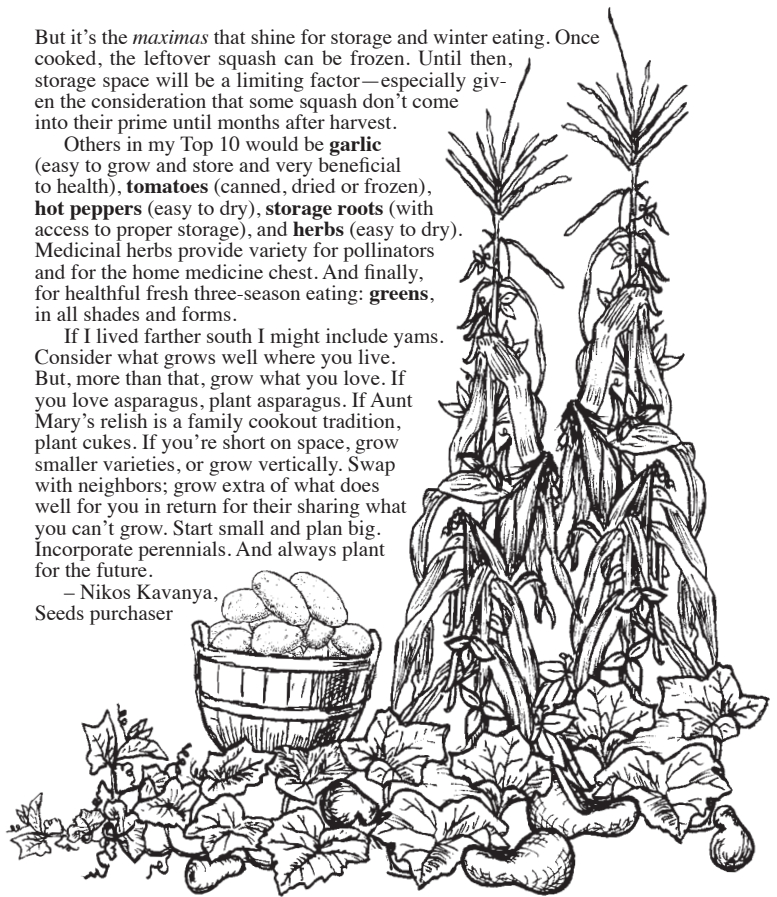 But it’s the maximas that shine for storage and winter eating. Once
cooked, the leftover squash can be frozen. Until then,
storage space will be a limiting factor—especially giv-
en the consideration that some squash don’t come
into their prime until months after harvest.
Others in my Top 10 would be garlic
(easy to grow and store and very beneficial
to health), tomatoes (canned, dried or frozen),
hot peppers (easy to dry), storage roots (with
access to proper storage), and herbs (easy to dry).
Medicinal herbs provide variety for pollinators
and for the home medicine chest. And finally,
for healthful fresh three-season eating: greens,
in all shades and forms.
If I lived farther south I might include yams.
Consider what grows well where you live.
But, more than that, grow what you love. If
you love asparagus, plant asparagus. If Aunt
Mary’s relish is a family cookout tradition,
plant cukes. If you’re short on space, grow
smaller varieties, or grow vertically. Swap
with neighbors; grow extra of what does
well for you in return for their sharing what
you can’t grow. Start small and plan big.
Incorporate perennials. And always plant
for the future.
– Nikos Kavanya,
Seeds purchaser